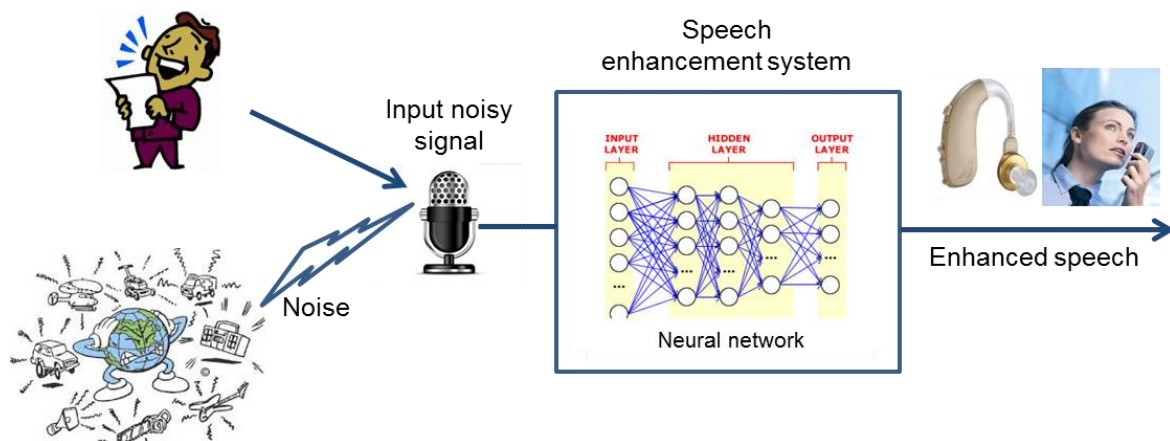 Speech
enhancement system
Input noisy
signal
INPUT
LAYER
HIDDEN
LAYER
OUTPUT
LAYER
...
...
...
...
...
Neural network
Noise
Enhanced speech